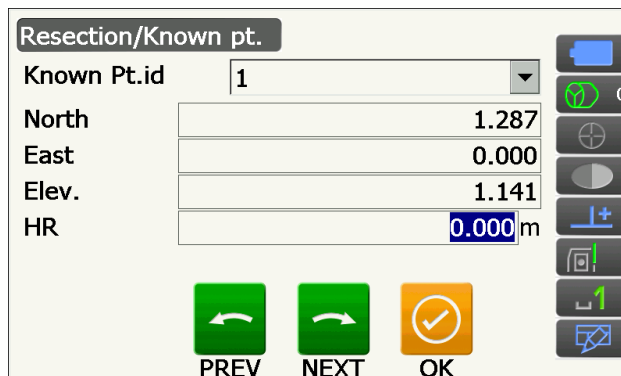 Resection/Known pt.
Known Pt.id 1
North 1.287
East 0.000
Elev. 1.141
HR 0.000 m
1
PREV NEXT OK